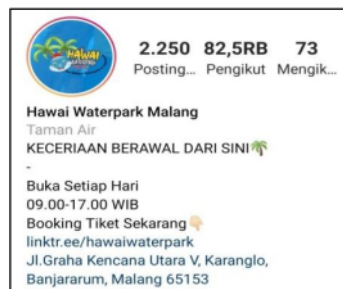 HAWAI
2.250 82,5RB 73
Posting... Pengikut Mengik...
Hawai Waterpark Malang
Taman Air
KECERIAAN BERAWAL DARI SINI🌴
-
Buka Setiap Hari
09.00-17.00 WIB
Booking Tiket Sekarang👇🏻
linktr.ee/hawaiwaterpark
Jl.Graha Kencana Utara V, Karanglo,
Banjararum, Malang 65153